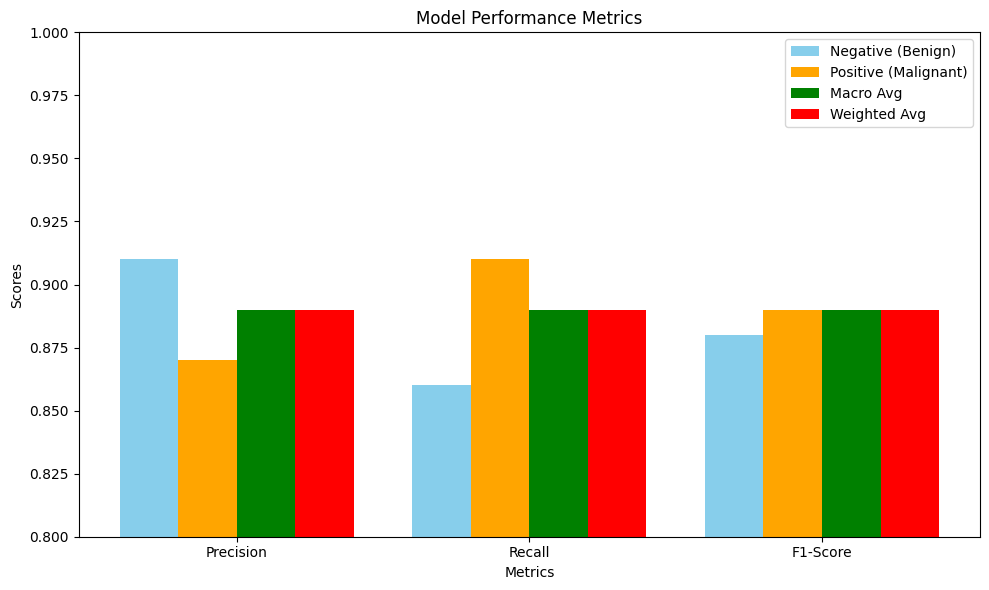 Model Performance Metrics
Negative (Benign)
Positive (Malignant)
Macro Avg
Weighted Avg
1.000
0.975
0.950
0.925
0.900
0.875
0.850
0.825
0.800
Scores
Precision
Recall
F1-Score
Metrics